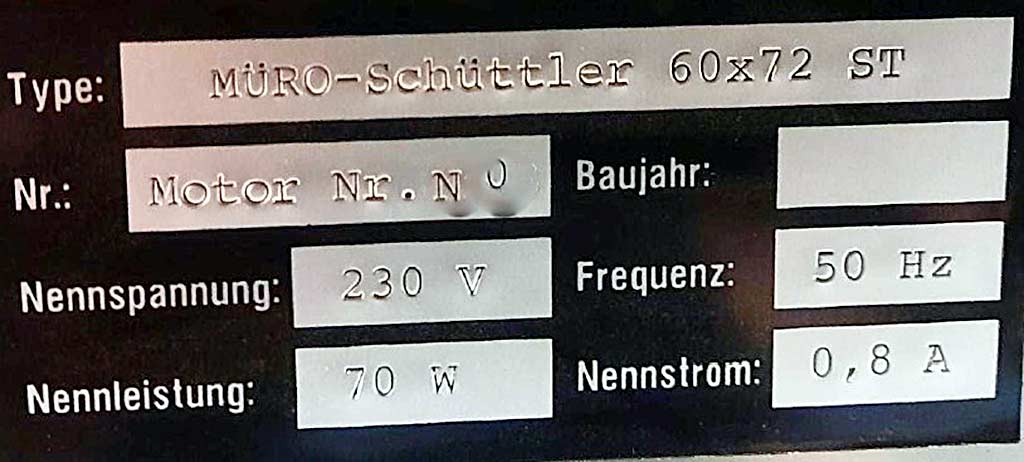 Type: MÜRO-Schüttler 60x72 ST
Nr.: Motor Nr. Baujahr:
Nennspannung: 230 V Frequenz: 50 Hz
Nennleistung: 70 W Nennstrom: 0,8 A